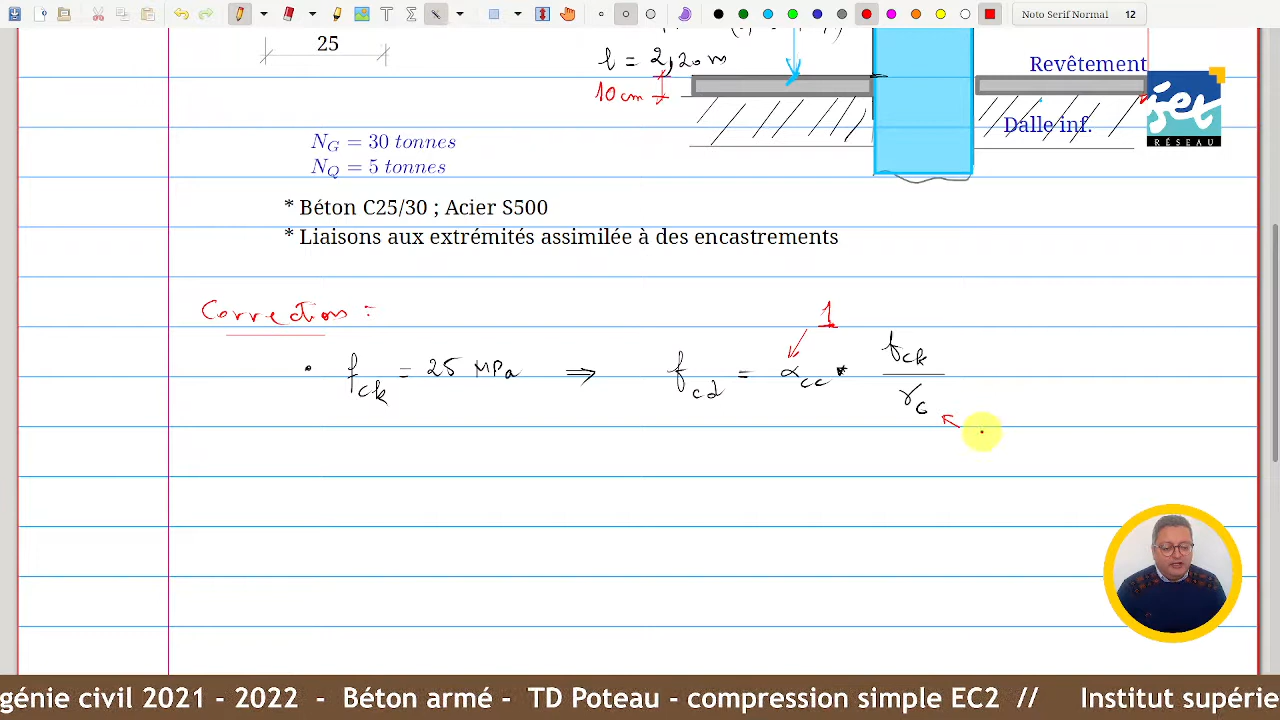 Noto Serif Normal 12
25
l = 2,20 m
10 cm
Revêtement
iset
RÉSEAU
Dalle inf.
N_G = 30 tonnes
N_Q = 5 tonnes
* Béton C25/30 ; Acier S500
* Liaisons aux extrémités assimilée à des encastrements
Correction :
1
• f_ck = 25 MPa ⇒ f_cd = α_cc * f_ck / γ_c
génie civil 2021 - 2022 - Béton armé - TD Poteau - compression simple EC2 // Institut supérie